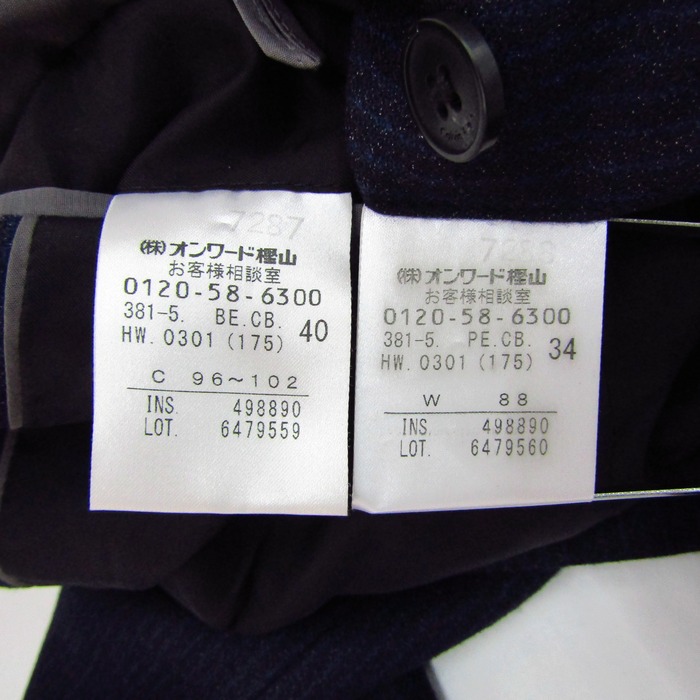 7287
(株)オンワード樫山
お客様相談室
0120-58-6300
381-5. BE.CB. 40
HW. 0301 (175)
C 96～102
INS. 498890
LOT. 6479559
7288
(株)オンワード樫山
お客様相談室
0120-58-6300
381-5. PE.CB. 34
HW. 0301 (175)
W 88
INS. 498890
LOT. 6479560